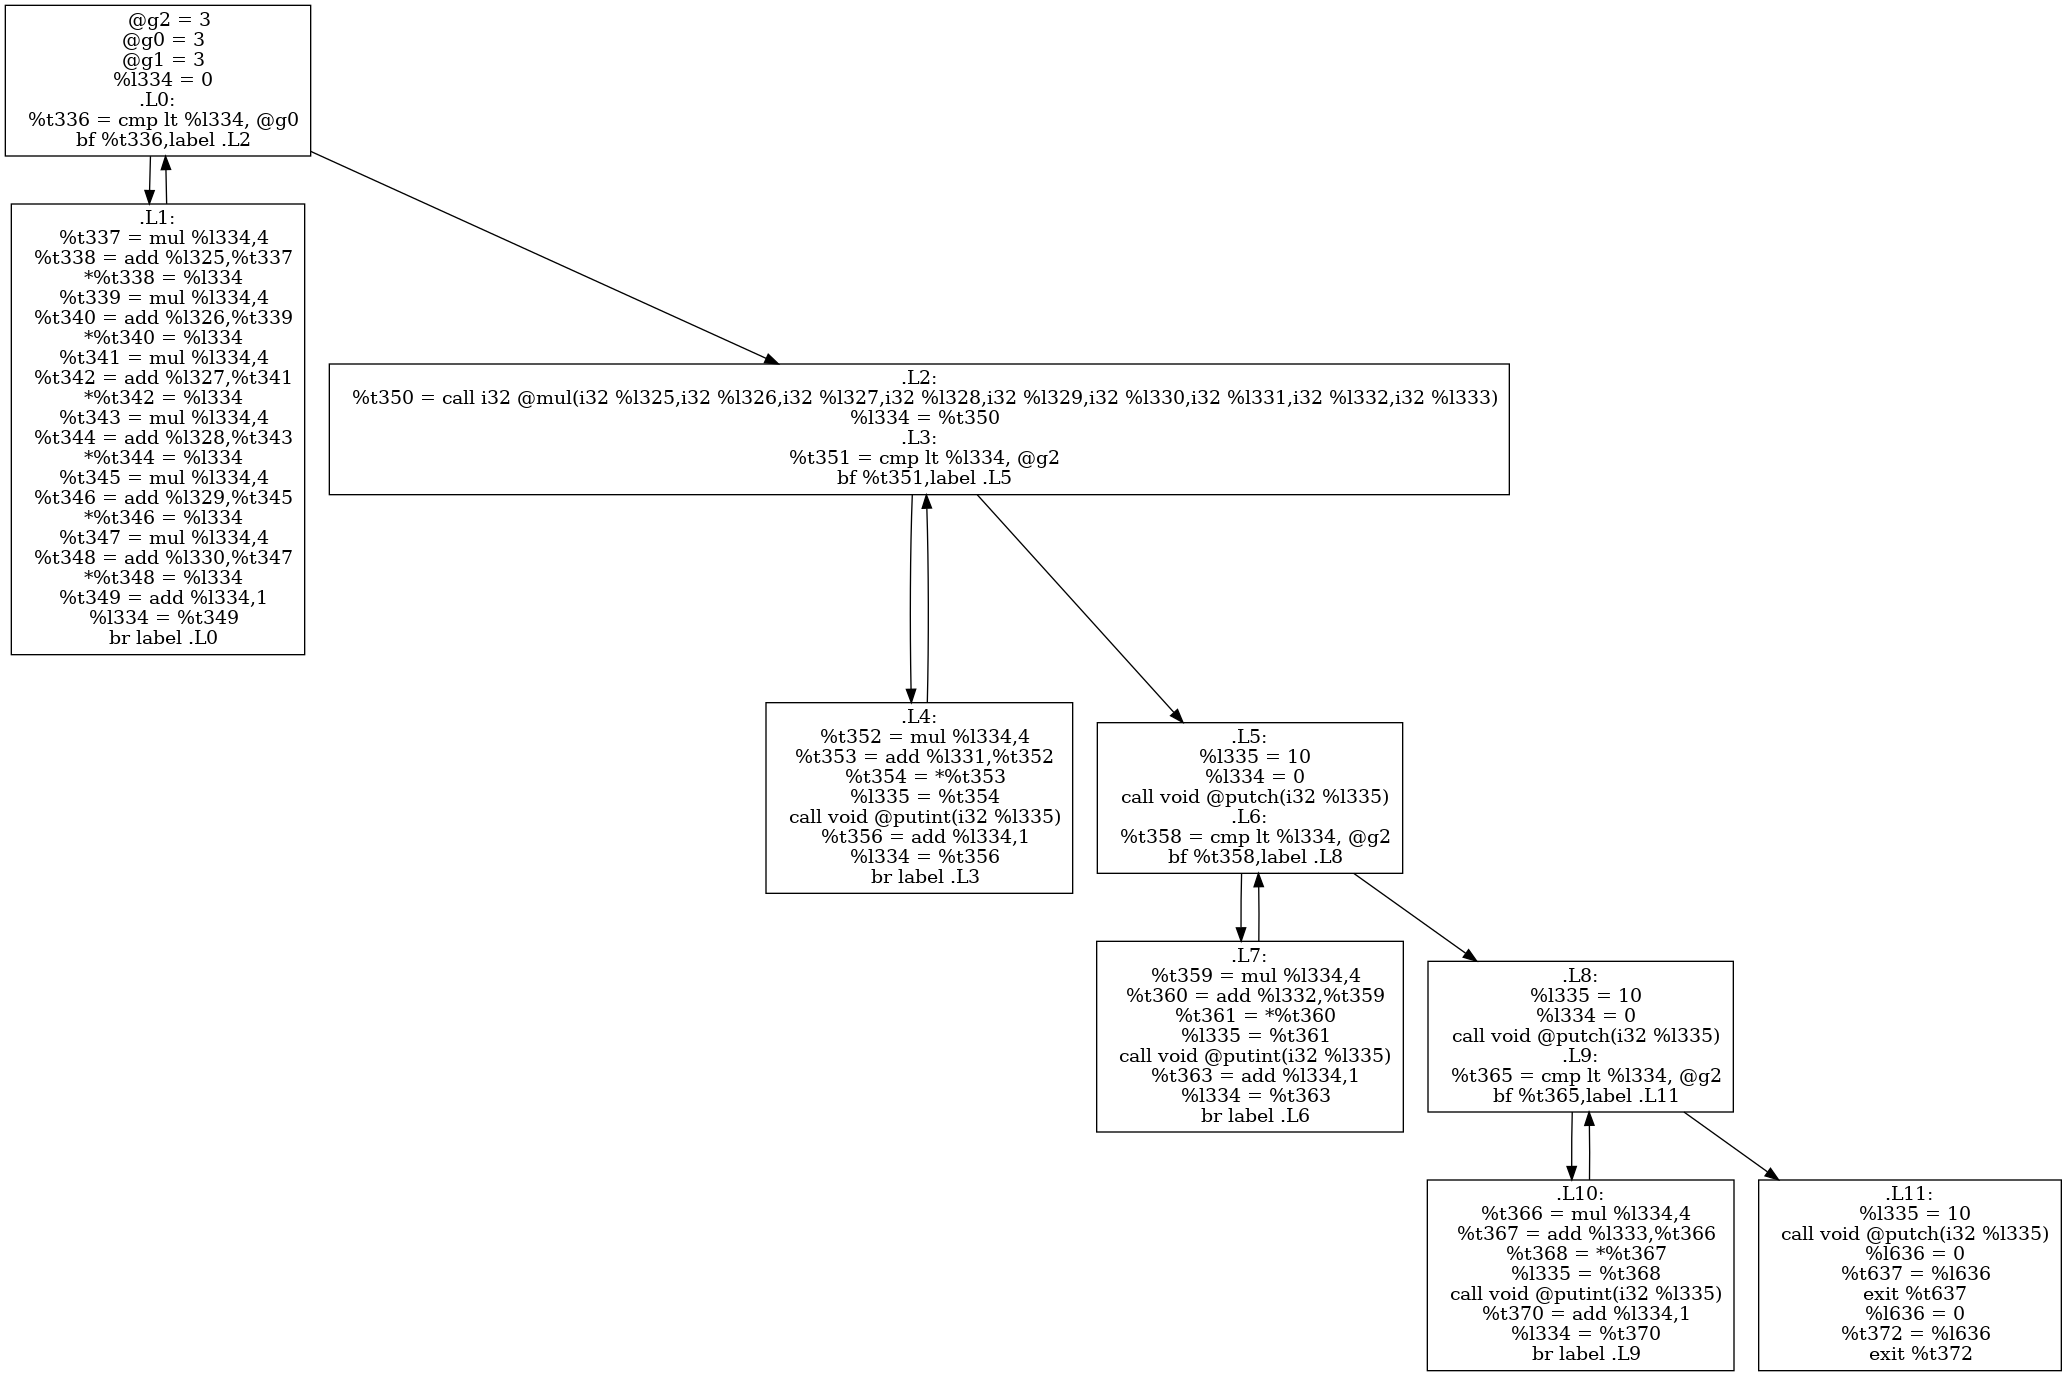 @g2 = 3
@g0 = 3
@g1 = 3
%l334 = 0
.L0:
%t336 = cmp lt %l334, @g0
bf %t336,label .L2
.L1:
%t337 = mul %l334,4
%t338 = add %l325,%t337
*%t338 = %l334
%t339 = mul %l334,4
%t340 = add %l326,%t339
*%t340 = %l334
%t341 = mul %l334,4
%t342 = add %l327,%t341
*%t342 = %l334
%t343 = mul %l334,4
%t344 = add %l328,%t343
*%t344 = %l334
%t345 = mul %l334,4
%t346 = add %l329,%t345
*%t346 = %l334
%t347 = mul %l334,4
%t348 = add %l330,%t347
*%t348 = %l334
%t349 = add %l334,1
%l334 = %t349
br label .L0
.L2:
%t350 = call i32 @mul(i32 %l325,i32 %l326,i32 %l327,i32 %l328,i32 %l329,i32 %l330,i32 %l331,i32 %l332,i32 %l333)
%l334 = %t350
.L3:
%t351 = cmp lt %l334, @g2
bf %t351,label .L5
.L4:
%t352 = mul %l334,4
%t353 = add %l331,%t352
%t354 = *%t353
%l335 = %t354
call void @putint(i32 %l335)
%t356 = add %l334,1
%l334 = %t356
br label .L3
.L5:
%l335 = 10
%l334 = 0
call void @putch(i32 %l335)
.L6:
%t358 = cmp lt %l334, @g2
bf %t358,label .L8
.L7:
%t359 = mul %l334,4
%t360 = add %l332,%t359
%t361 = *%t360
%l335 = %t361
call void @putint(i32 %l335)
%t363 = add %l334,1
%l334 = %t363
br label .L6
.L8:
%l335 = 10
%l334 = 0
call void @putch(i32 %l335)
.L9:
%t365 = cmp lt %l334, @g2
bf %t365,label .L11
.L10:
%t366 = mul %l334,4
%t367 = add %l333,%t366
%t368 = *%t367
%l335 = %t368
call void @putint(i32 %l335)
%t370 = add %l334,1
%l334 = %t370
br label .L9
.L11:
%l335 = 10
call void @putch(i32 %l335)
%l636 = 0
%t637 = %l636
exit %t637
%l636 = 0
%t372 = %l636
exit %t372